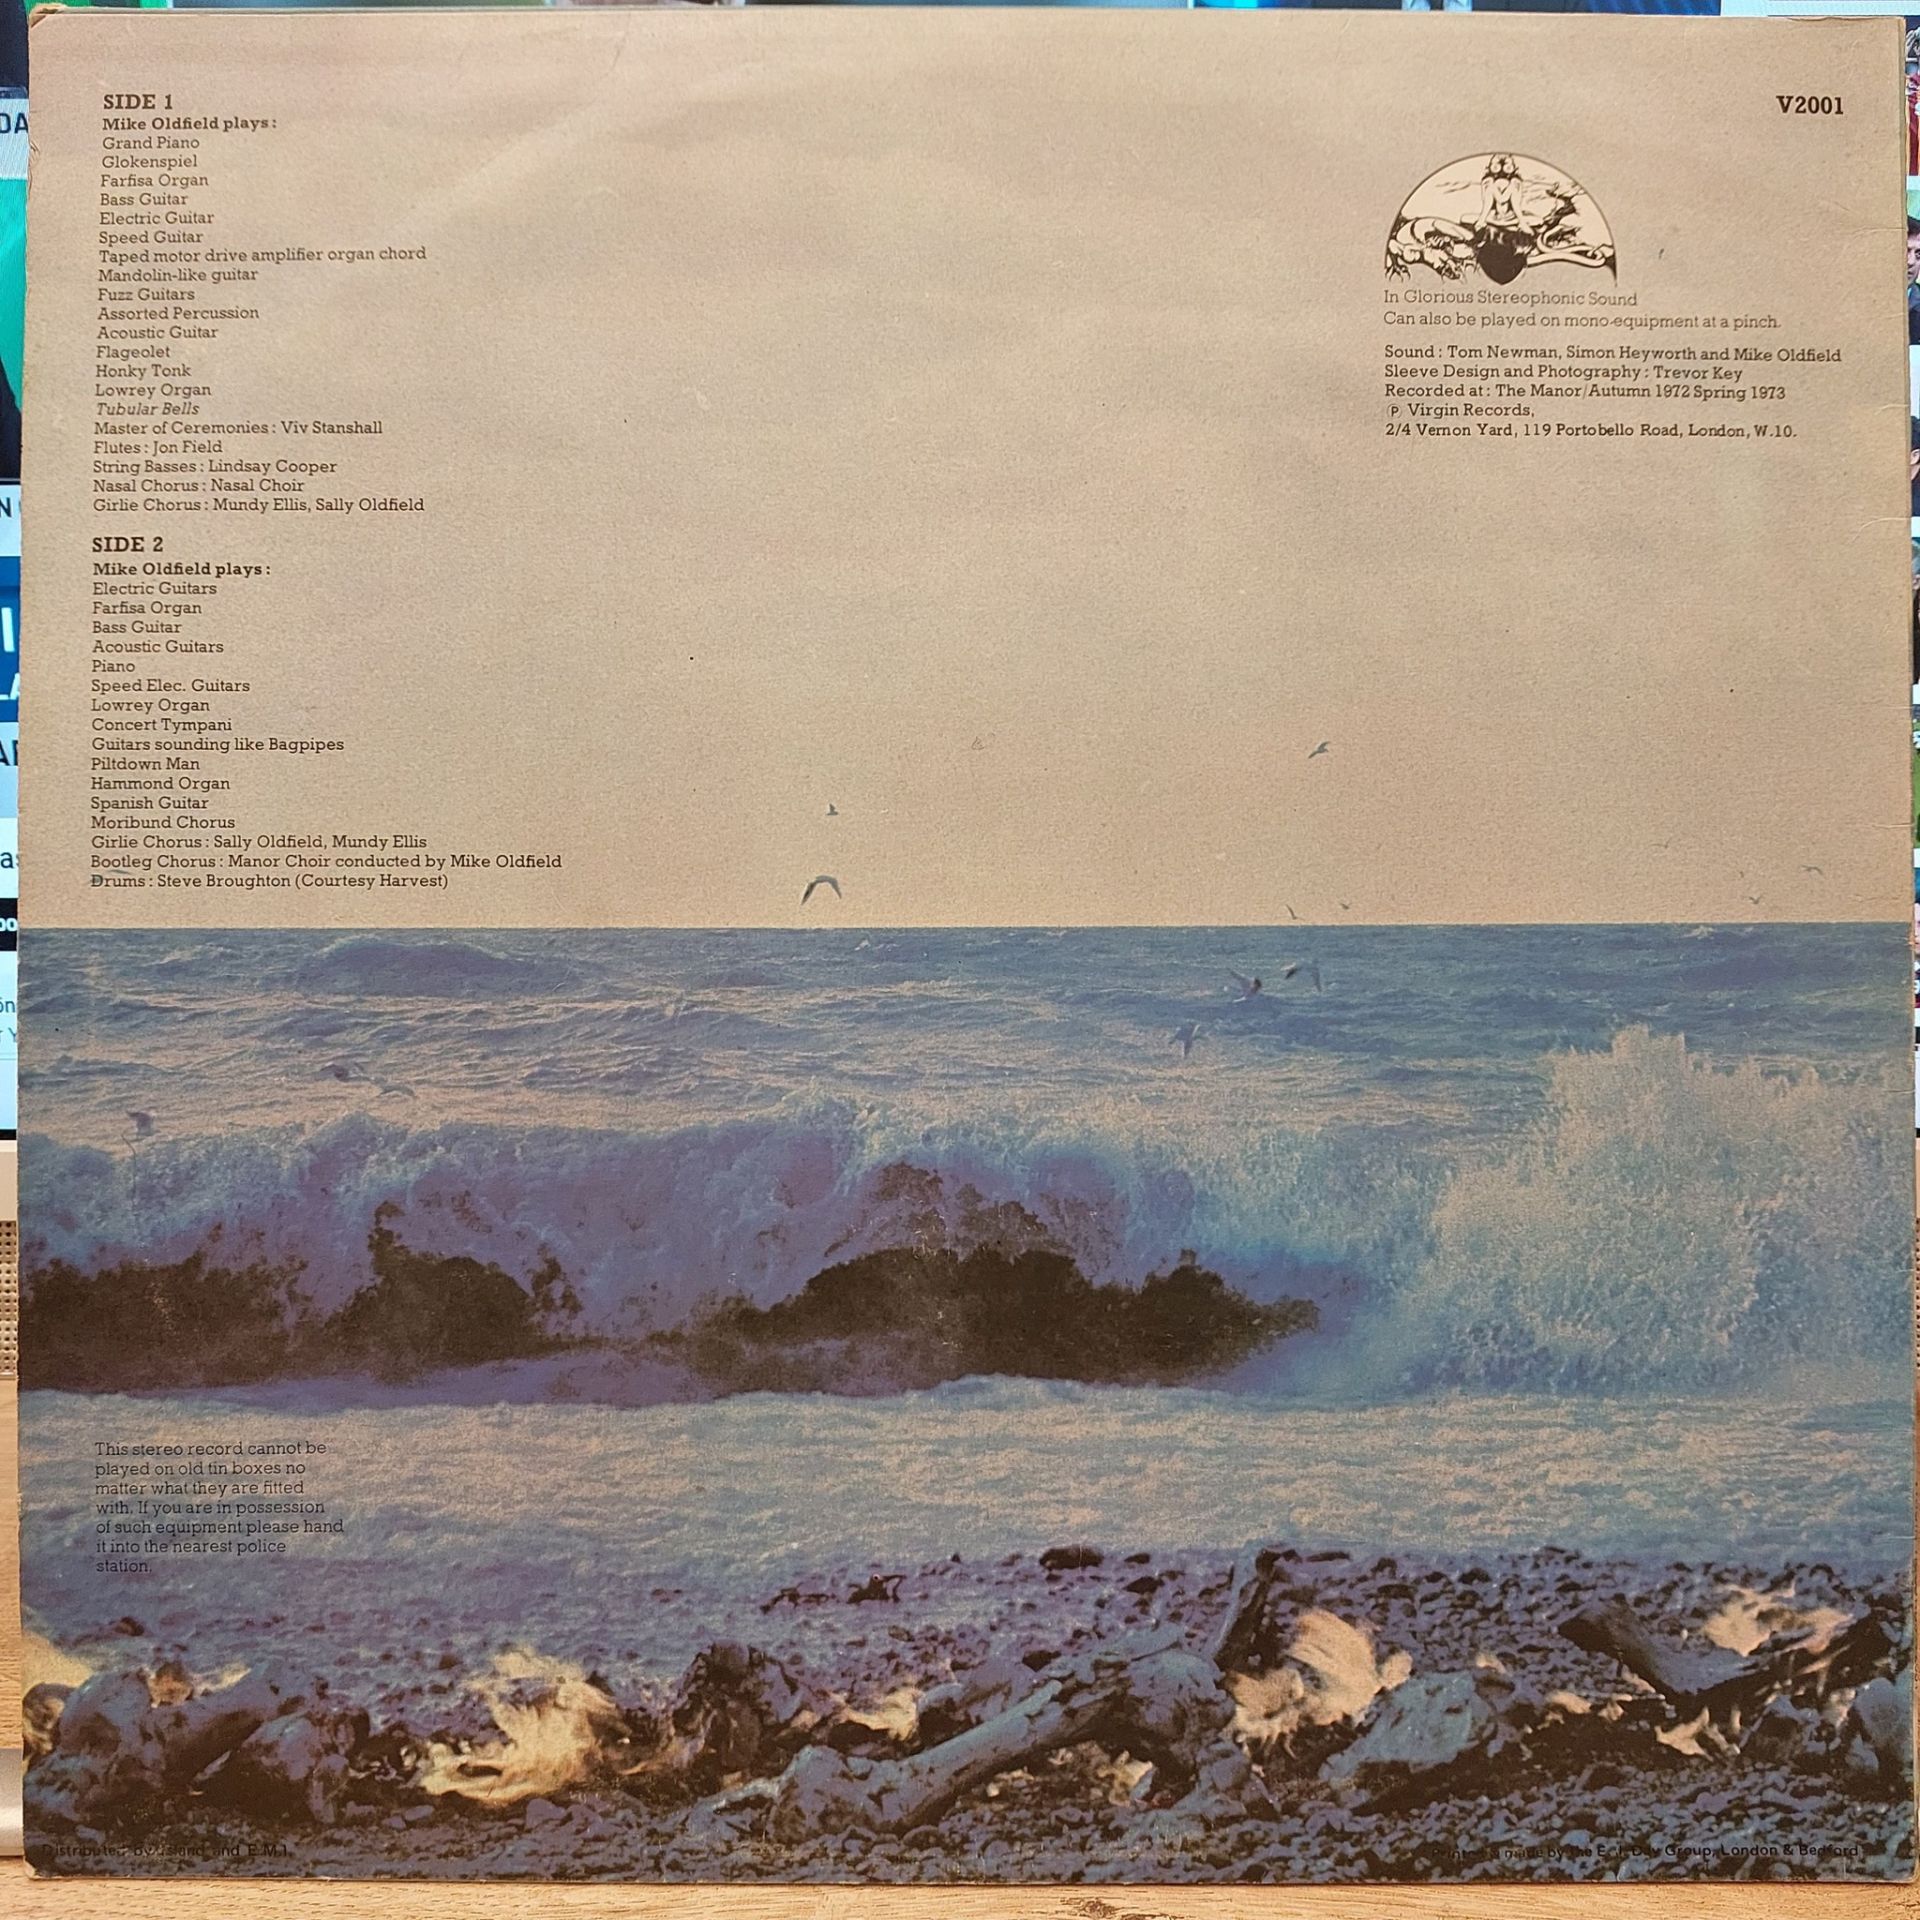 SIDE 1
Mike Oldfield plays :
Grand Piano
Glokenspiel
Farfisa Organ
Bass Guitar
Electric Guitar
Speed Guitar
Taped motor drive amplifier organ chord
Mandolin-like guitar
Fuzz Guitars
Assorted Percussion
Acoustic Guitar
Flageolet
Honky Tonk
Lowrey Organ
Tubular Bells
Master of Ceremonies : Viv Stanshall
Flutes : Jon Field
String Basses : Lindsay Cooper
Nasal Chorus : Nasal Choir
Girlie Chorus : Mundy Ellis, Sally Oldfield
SIDE 2
Mike Oldfield plays :
Electric Guitars
Farfisa Organ
Bass Guitar
Acoustic Guitars
Piano
Speed Elec. Guitars
Lowrey Organ
Concert Tympani
Guitars sounding like Bagpipes
Piltdown Man
Hammond Organ
Spanish Guitar
Moribund Chorus
Girlie Chorus : Sally Oldfield, Mundy Ellis
Bootleg Chorus : Manor Choir conducted by Mike Oldfield
Drums : Steve Broughton (Courtesy Harvest)
V2001
In Glorious Stereophonic Sound
Can also be played on mono-equipment at a pinch.
Sound : Tom Newman, Simon Heyworth and Mike Oldfield
Sleeve Design and Photography : Trevor Key
Recorded at : The Manor/Autumn 1972 Spring 1973
℗ Virgin Records,
2/4 Vernon Yard, 119 Portobello Road, London, W.10.
This stereo record cannot be
played on old tin boxes no
matter what they are fitted
with. If you are in possession
of such equipment please hand
it into the nearest police
station.
Distributed by Island and E.M.I.
made by the Group, London & Bedford